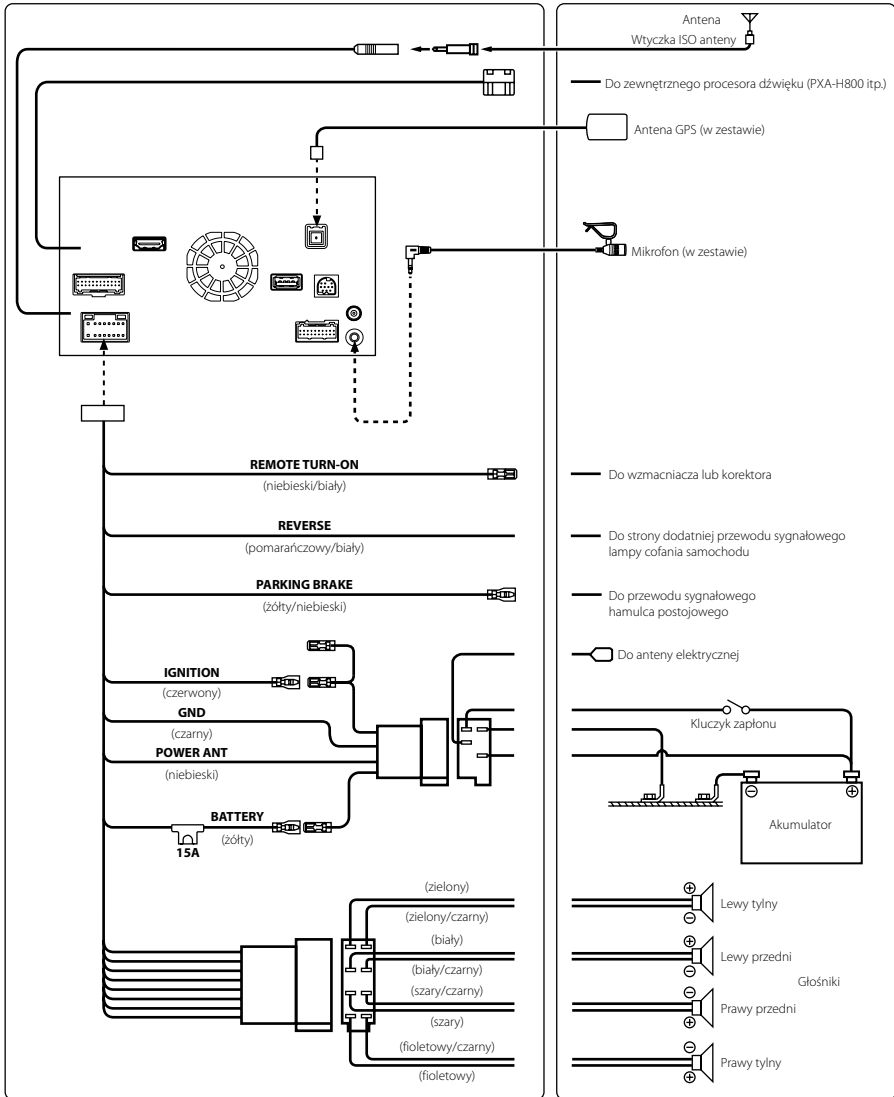 Antena
Wtyczka ISO anteny
Do zewnętrznego procesora dźwięku (PXA-H800 itp.)
Antena GPS (w zestawie)
Mikrofon (w zestawie)
REMOTE TURN-ON
(niebieski/biały)
Do wzmacniacza lub korektora
REVERSE
(pomarańczowy/biały)
Do strony dodatniej przewodu sygnałowego
lampy cofania samochodu
PARKING BRAKE
(żółty/niebieski)
Do przewodu sygnałowego
hamulca postojowego
Do anteny elektrycznej
IGNITION
(czerwony)
GND
(czarny)
POWER ANT
(niebieski)
Kluczyk zapłonu
BATTERY
(żółty)
15A
Akumulator
(zielony)
(zielony/czarny)
Lewy tylny
(biały)
(biały/czarny)
Lewy przedni
Głośniki
(szary/czarny)
(szary)
Prawy przedni
(fioletowy/czarny)
(fioletowy)
Prawy tylny